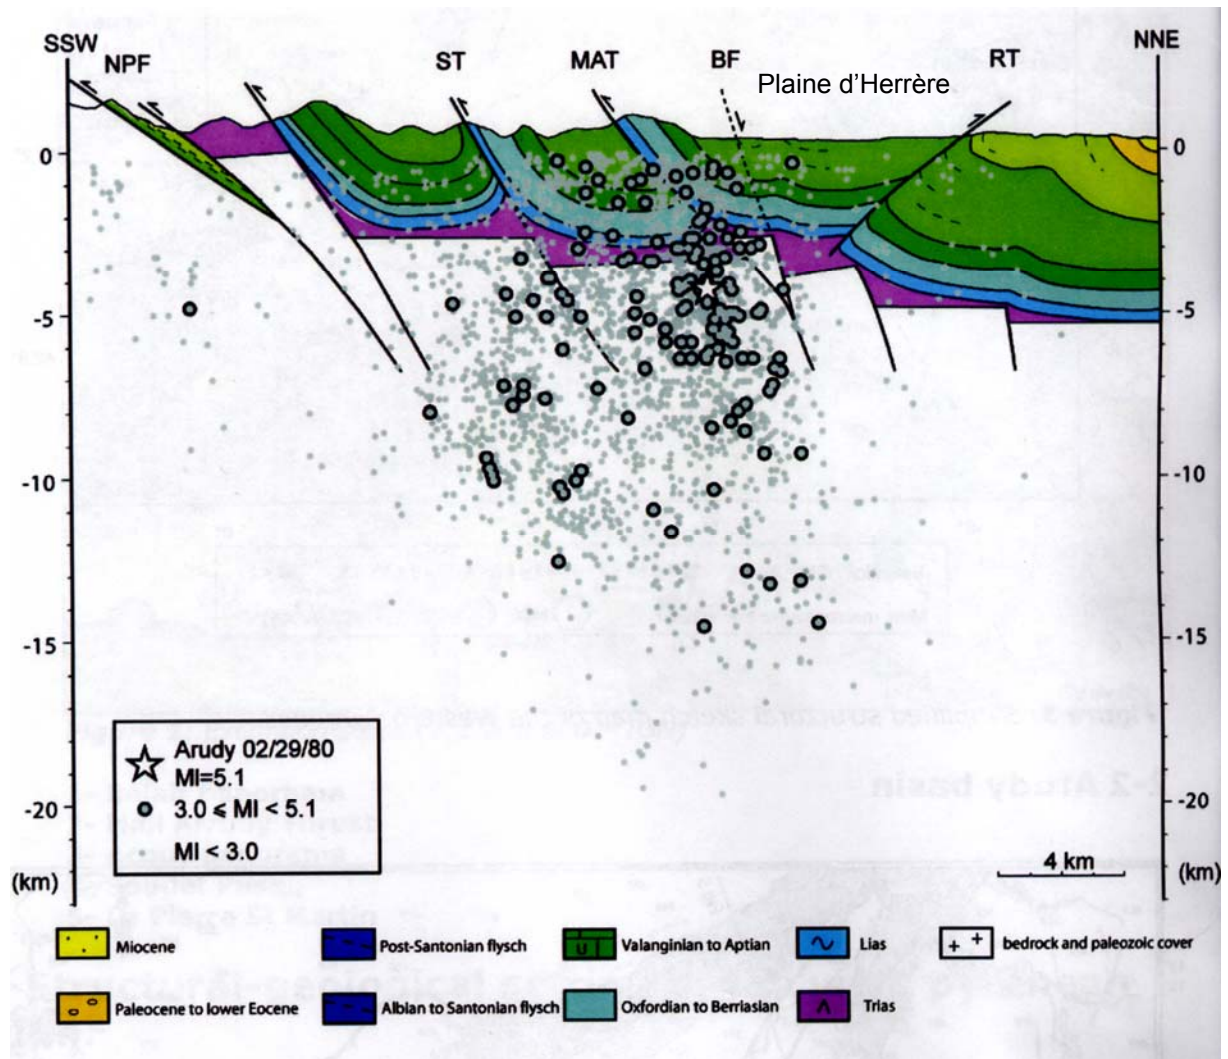 SSW
NNE
NPF
ST
MAT
BF
RT
Plaine d'Herrère
0
0
-5
-5
-10
-10
-15
-15
-20
-20
(km)
(km)
Arudy 02/29/80
Ml=5.1
3.0 ⩽ Ml < 5.1
Ml < 3.0
4 km
Miocene
Post-Santonian flysch
Valanginian to Aptian
Lias
bedrock and paleozoic cover
Paleocene to lower Eocene
Albian to Santonian flysch
Oxfordian to Berriasian
Trias